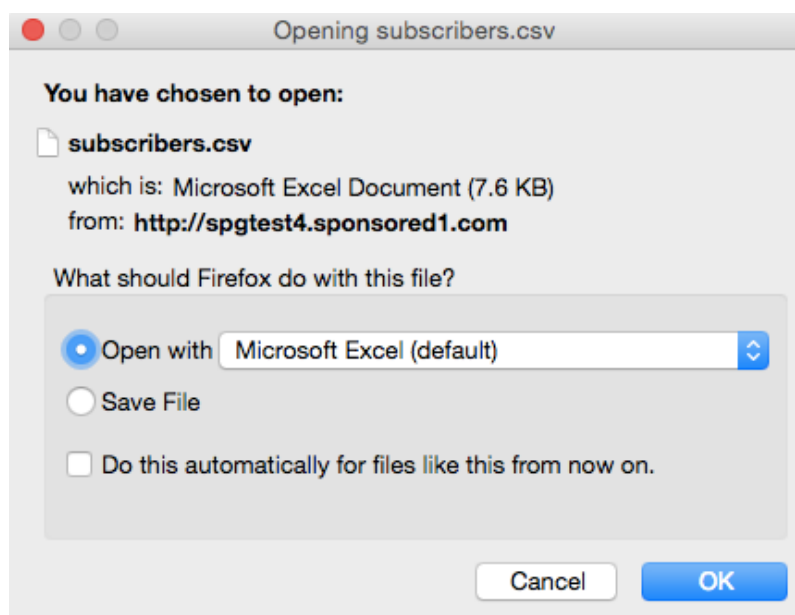 Opening subscribers.csv
You have chosen to open:
subscribers.csv
which is: Microsoft Excel Document (7.6 KB)
from: http://spgtest4.sponsored1.com
What should Firefox do with this file?
Open with Microsoft Excel (default)
Save File
Do this automatically for files like this from now on.
Cancel OK